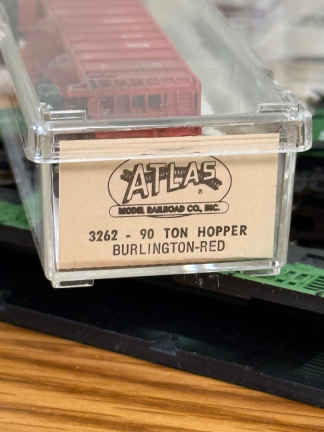 ATLAS
MODEL RAILROAD CO., INC.
3262 - 90 TON HOPPER
BURLINGTON-RED